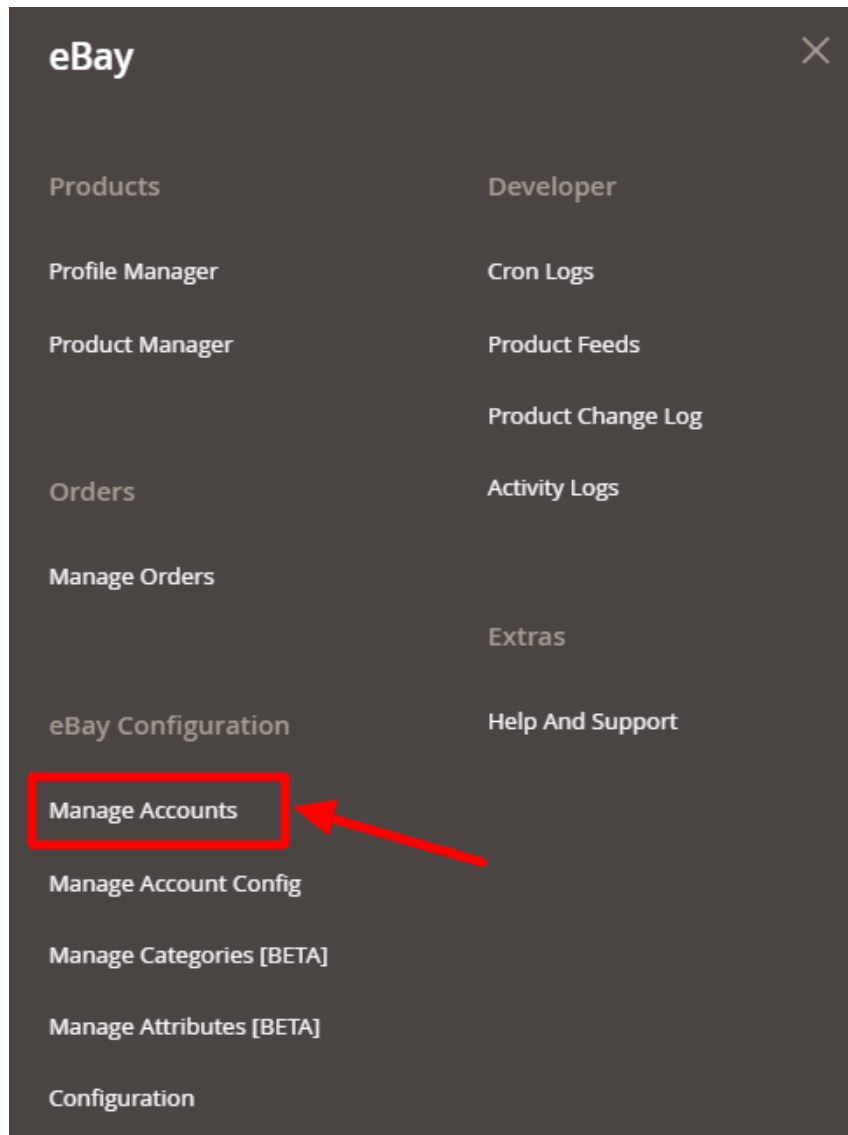 eBay
Products
Profile Manager
Product Manager
Orders
Manage Orders
eBay Configuration
Manage Accounts
Manage Account Config
Manage Categories [BETA]
Manage Attributes [BETA]
Configuration
Developer
Cron Logs
Product Feeds
Product Change Log
Activity Logs
Extras
Help And Support